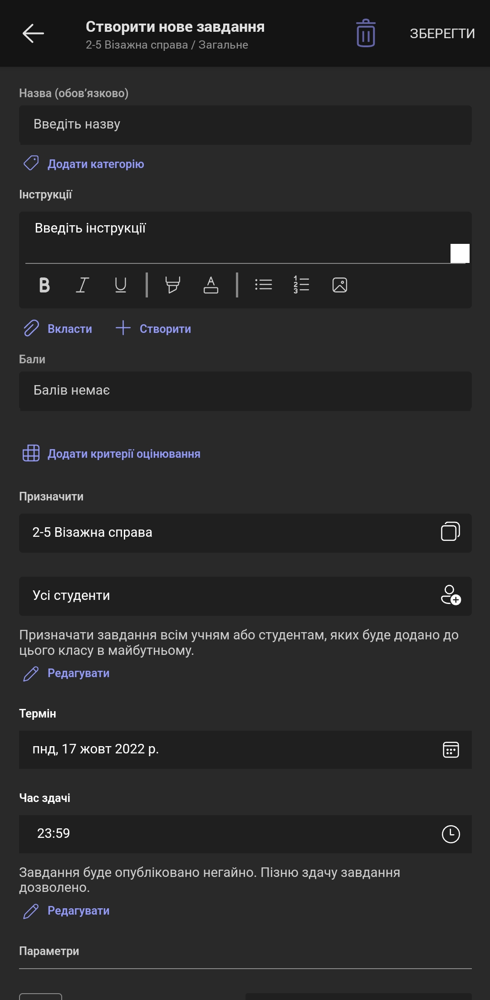 Створити нове завдання
2-5 Візажна справа / Загальне
ЗБЕРЕГТИ
Назва (обов’язково)
Введіть назву
Додати категорію
Інструкції
Введіть інструкції
B I U A 1 2 3
Вкласти Створити
Бали
Балів немає
Додати критерії оцінювання
Призначити
2-5 Візажна справа
Усі студенти
Призначати завдання всім учням або студентам, яких буде додано до
цього класу в майбутньому.
Редагувати
Термін
пнд, 17 жовт 2022 р.
Час здачі
23:59
Завдання буде опубліковано негайно. Пізню здачу завдання
дозволено.
Редагувати
Параметри